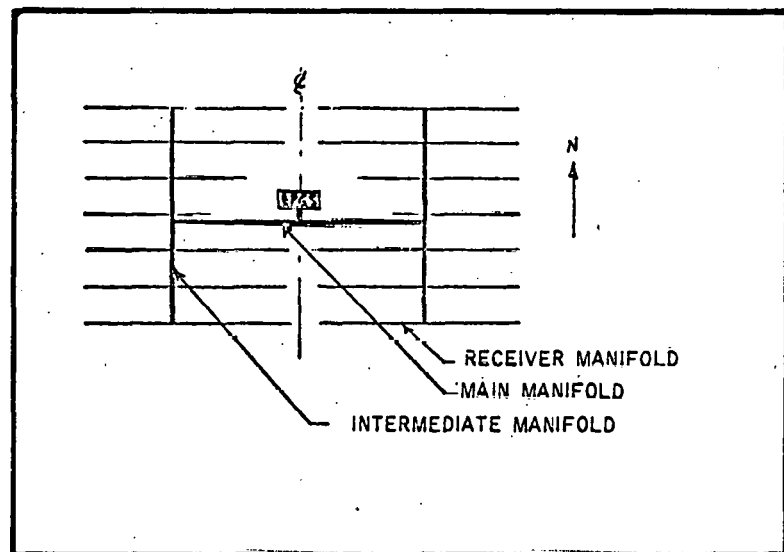 ℄
N
RECEIVER MANIFOLD
MAIN MANIFOLD
INTERMEDIATE MANIFOLD